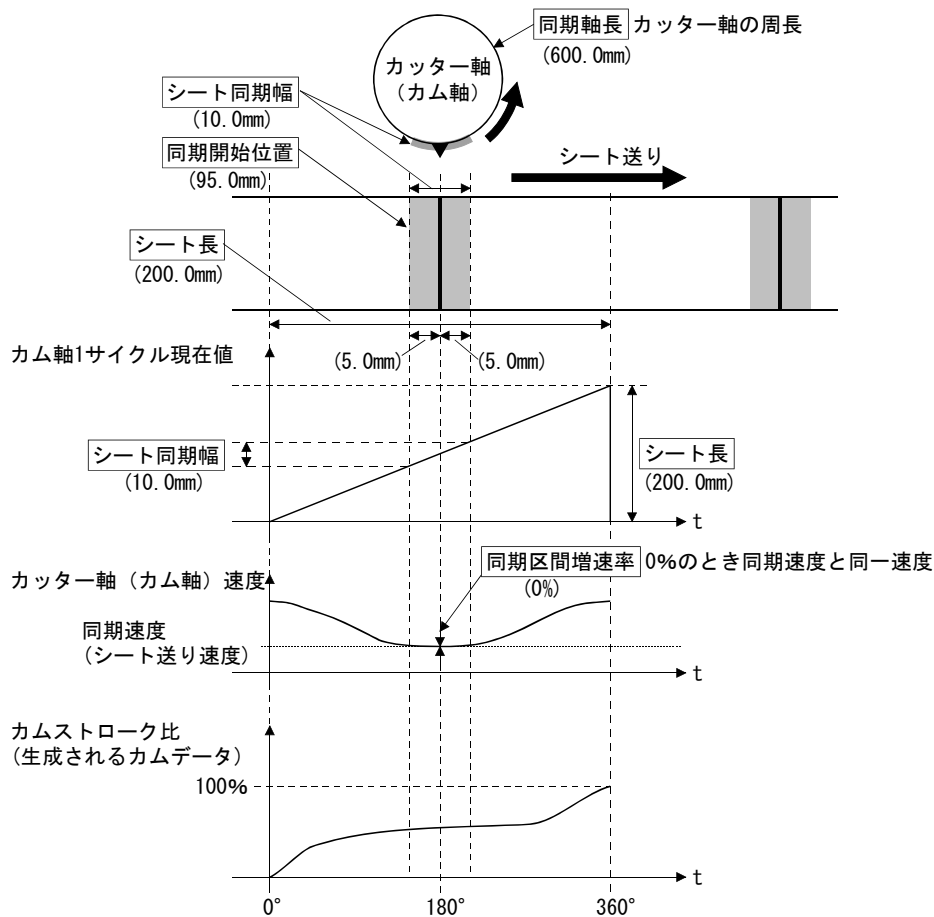 同期軸長 カッター軸の周長
(600.0mm)
カッター軸
(カム軸)
シート同期幅
(10.0mm)
同期開始位置
(95.0mm)
シート送り
シート長
(200.0mm)
(5.0mm)
(5.0mm)
カム軸1サイクル現在値
シート同期幅
(10.0mm)
シート長
(200.0mm)
t
同期区間増速率 0%のとき同期速度と同一速度
(0%)
カッター軸(カム軸)速度
同期速度
(シート送り速度)
t
カムストローク比
(生成されるカムデータ)
100%
t
0° 180° 360°